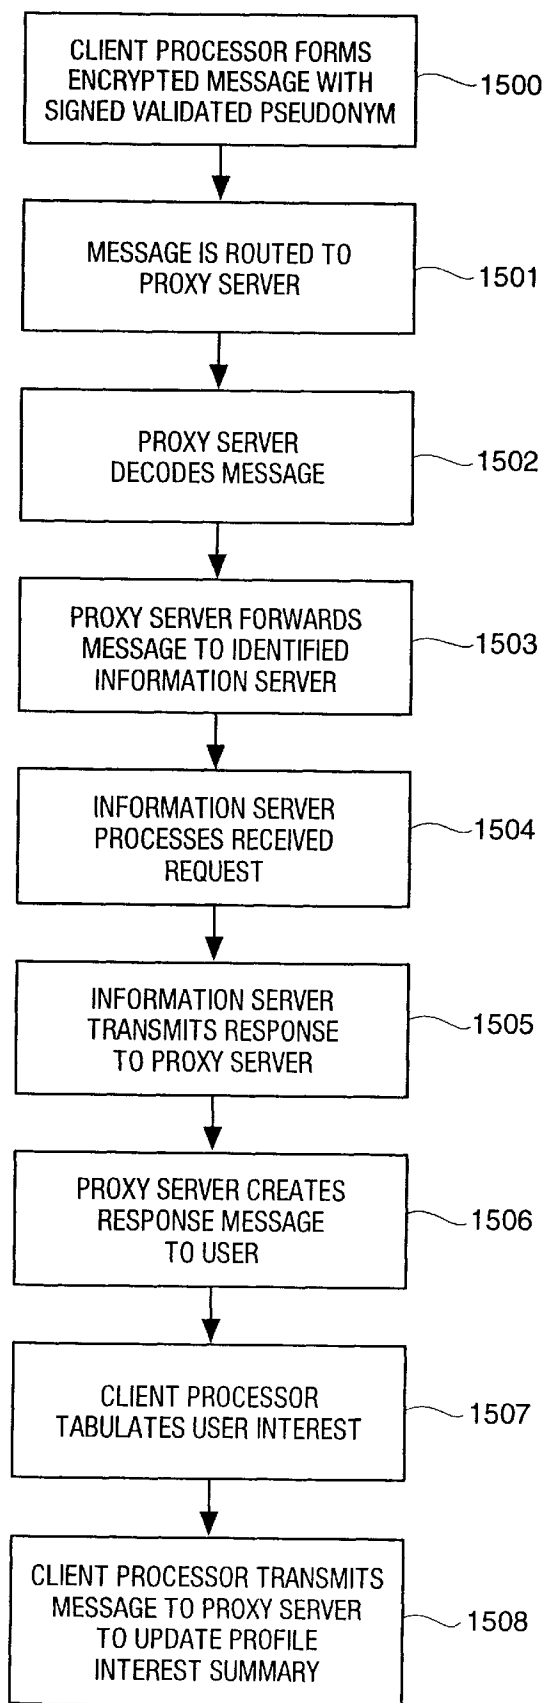 CLIENT PROCESSOR FORMS
ENCRYPTED MESSAGE WITH
SIGNED VALIDATED PSEUDONYM
1500
MESSAGE IS ROUTED TO
PROXY SERVER
1501
PROXY SERVER
DECODES MESSAGE
1502
PROXY SERVER FORWARDS
MESSAGE TO IDENTIFIED
INFORMATION SERVER
1503
INFORMATION SERVER
PROCESSES RECEIVED
REQUEST
1504
INFORMATION SERVER
TRANSMITS RESPONSE
TO PROXY SERVER
1505
PROXY SERVER CREATES
RESPONSE MESSAGE
TO USER
1506
CLIENT PROCESSOR
TABULATES USER INTEREST
1507
CLIENT PROCESSOR TRANSMITS
MESSAGE TO PROXY SERVER
TO UPDATE PROFILE
INTEREST SUMMARY
1508